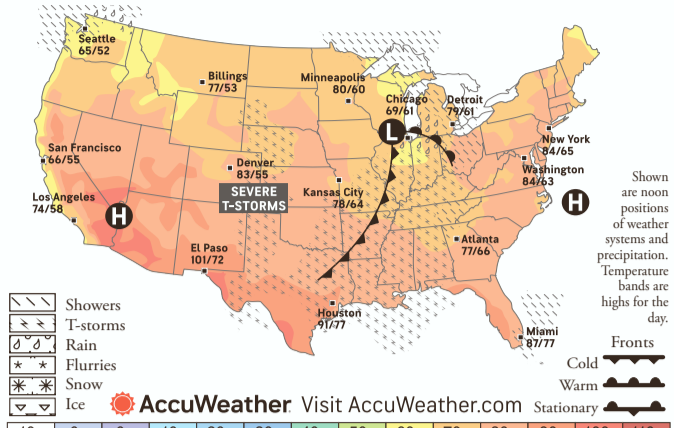 Seattle
65/52
Billings
77/53
Minneapolis
80/60
Chicago
69/61
Detroit
79/61
L
New York
84/65
San Francisco
66/55
Denver
83/55
Washington
84/63
SEVERE
T-STORMS
Kansas City
78/64
Los Angeles
74/58
H
H
El Paso
101/72
Atlanta
77/66
Houston
91/77
Miami
87/77
Shown
are noon
positions
of weather
systems and
precipitation.
Temperature
bands are
highs for the
day.
Showers
T-storms
Rain
Flurries
Snow
Ice
Fronts
Cold
Warm
Stationary
AccuWeather Visit AccuWeather.com